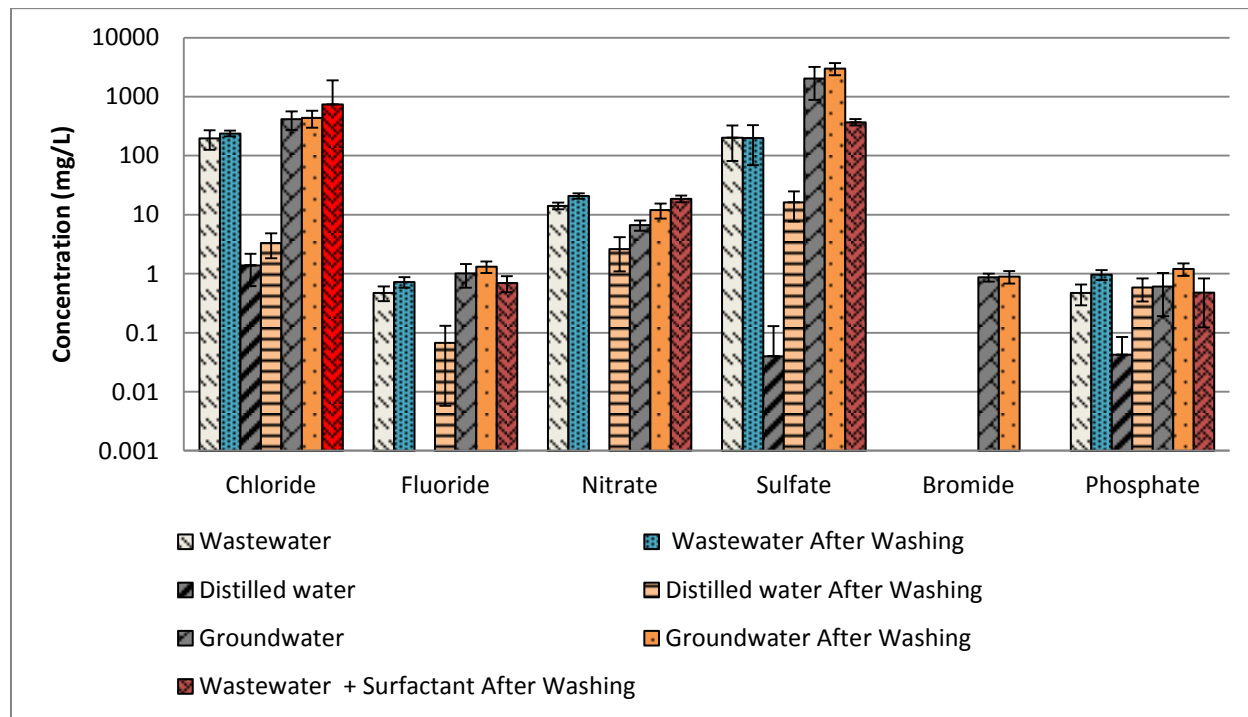 10000
1000
100
10
1
0.1
0.01
0.001
Concentration (mg/L)
Chloride Fluoride Nitrate Sulfate Bromide Phosphate
Wastewater Wastewater After Washing
Distilled water Distilled water After Washing
Groundwater Groundwater After Washing
Wastewater + Surfactant After Washing